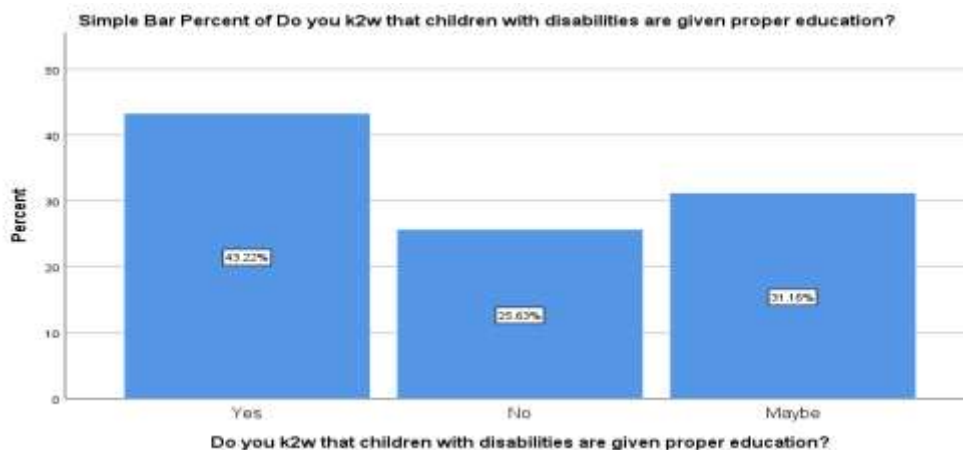 Simple Bar Percent of Do you k2w that children with disabilities are given proper education?
50
40
30
20
10
0
Percent
43.22%
25.63%
31.16%
Yes
No
Maybe
Do you k2w that children with disabilities are given proper education?